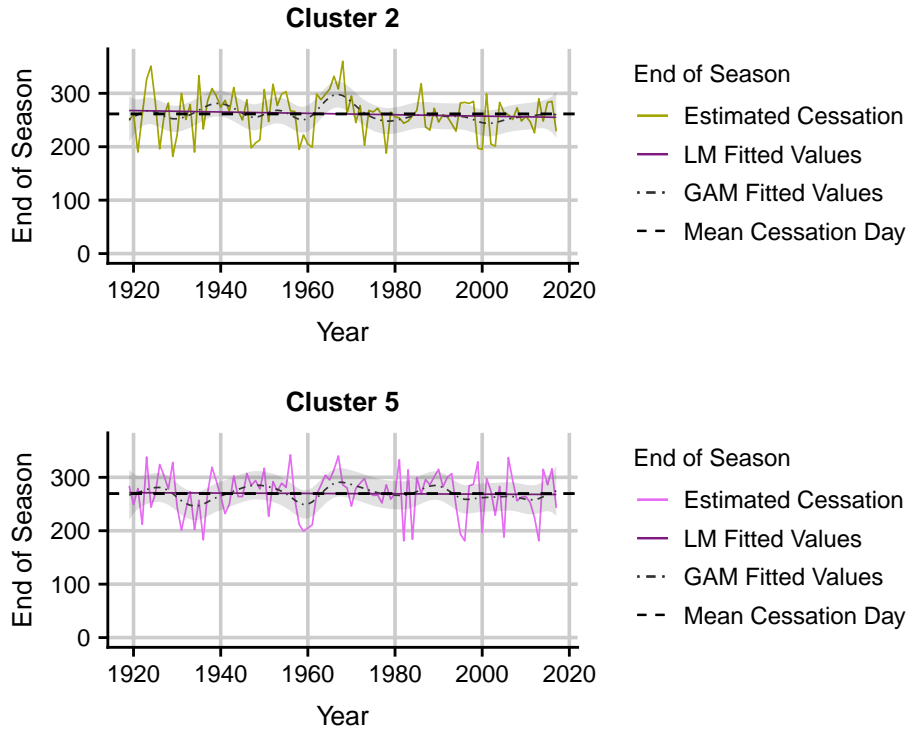 Cluster 2
End of Season
300
200
100
0
1920 1940 1960 1980 2000 2020
Year
End of Season
Estimated Cessation
LM Fitted Values
GAM Fitted Values
Mean Cessation Day
Cluster 5
End of Season
300
200
100
0
1920 1940 1960 1980 2000 2020
Year
End of Season
Estimated Cessation
LM Fitted Values
GAM Fitted Values
Mean Cessation Day